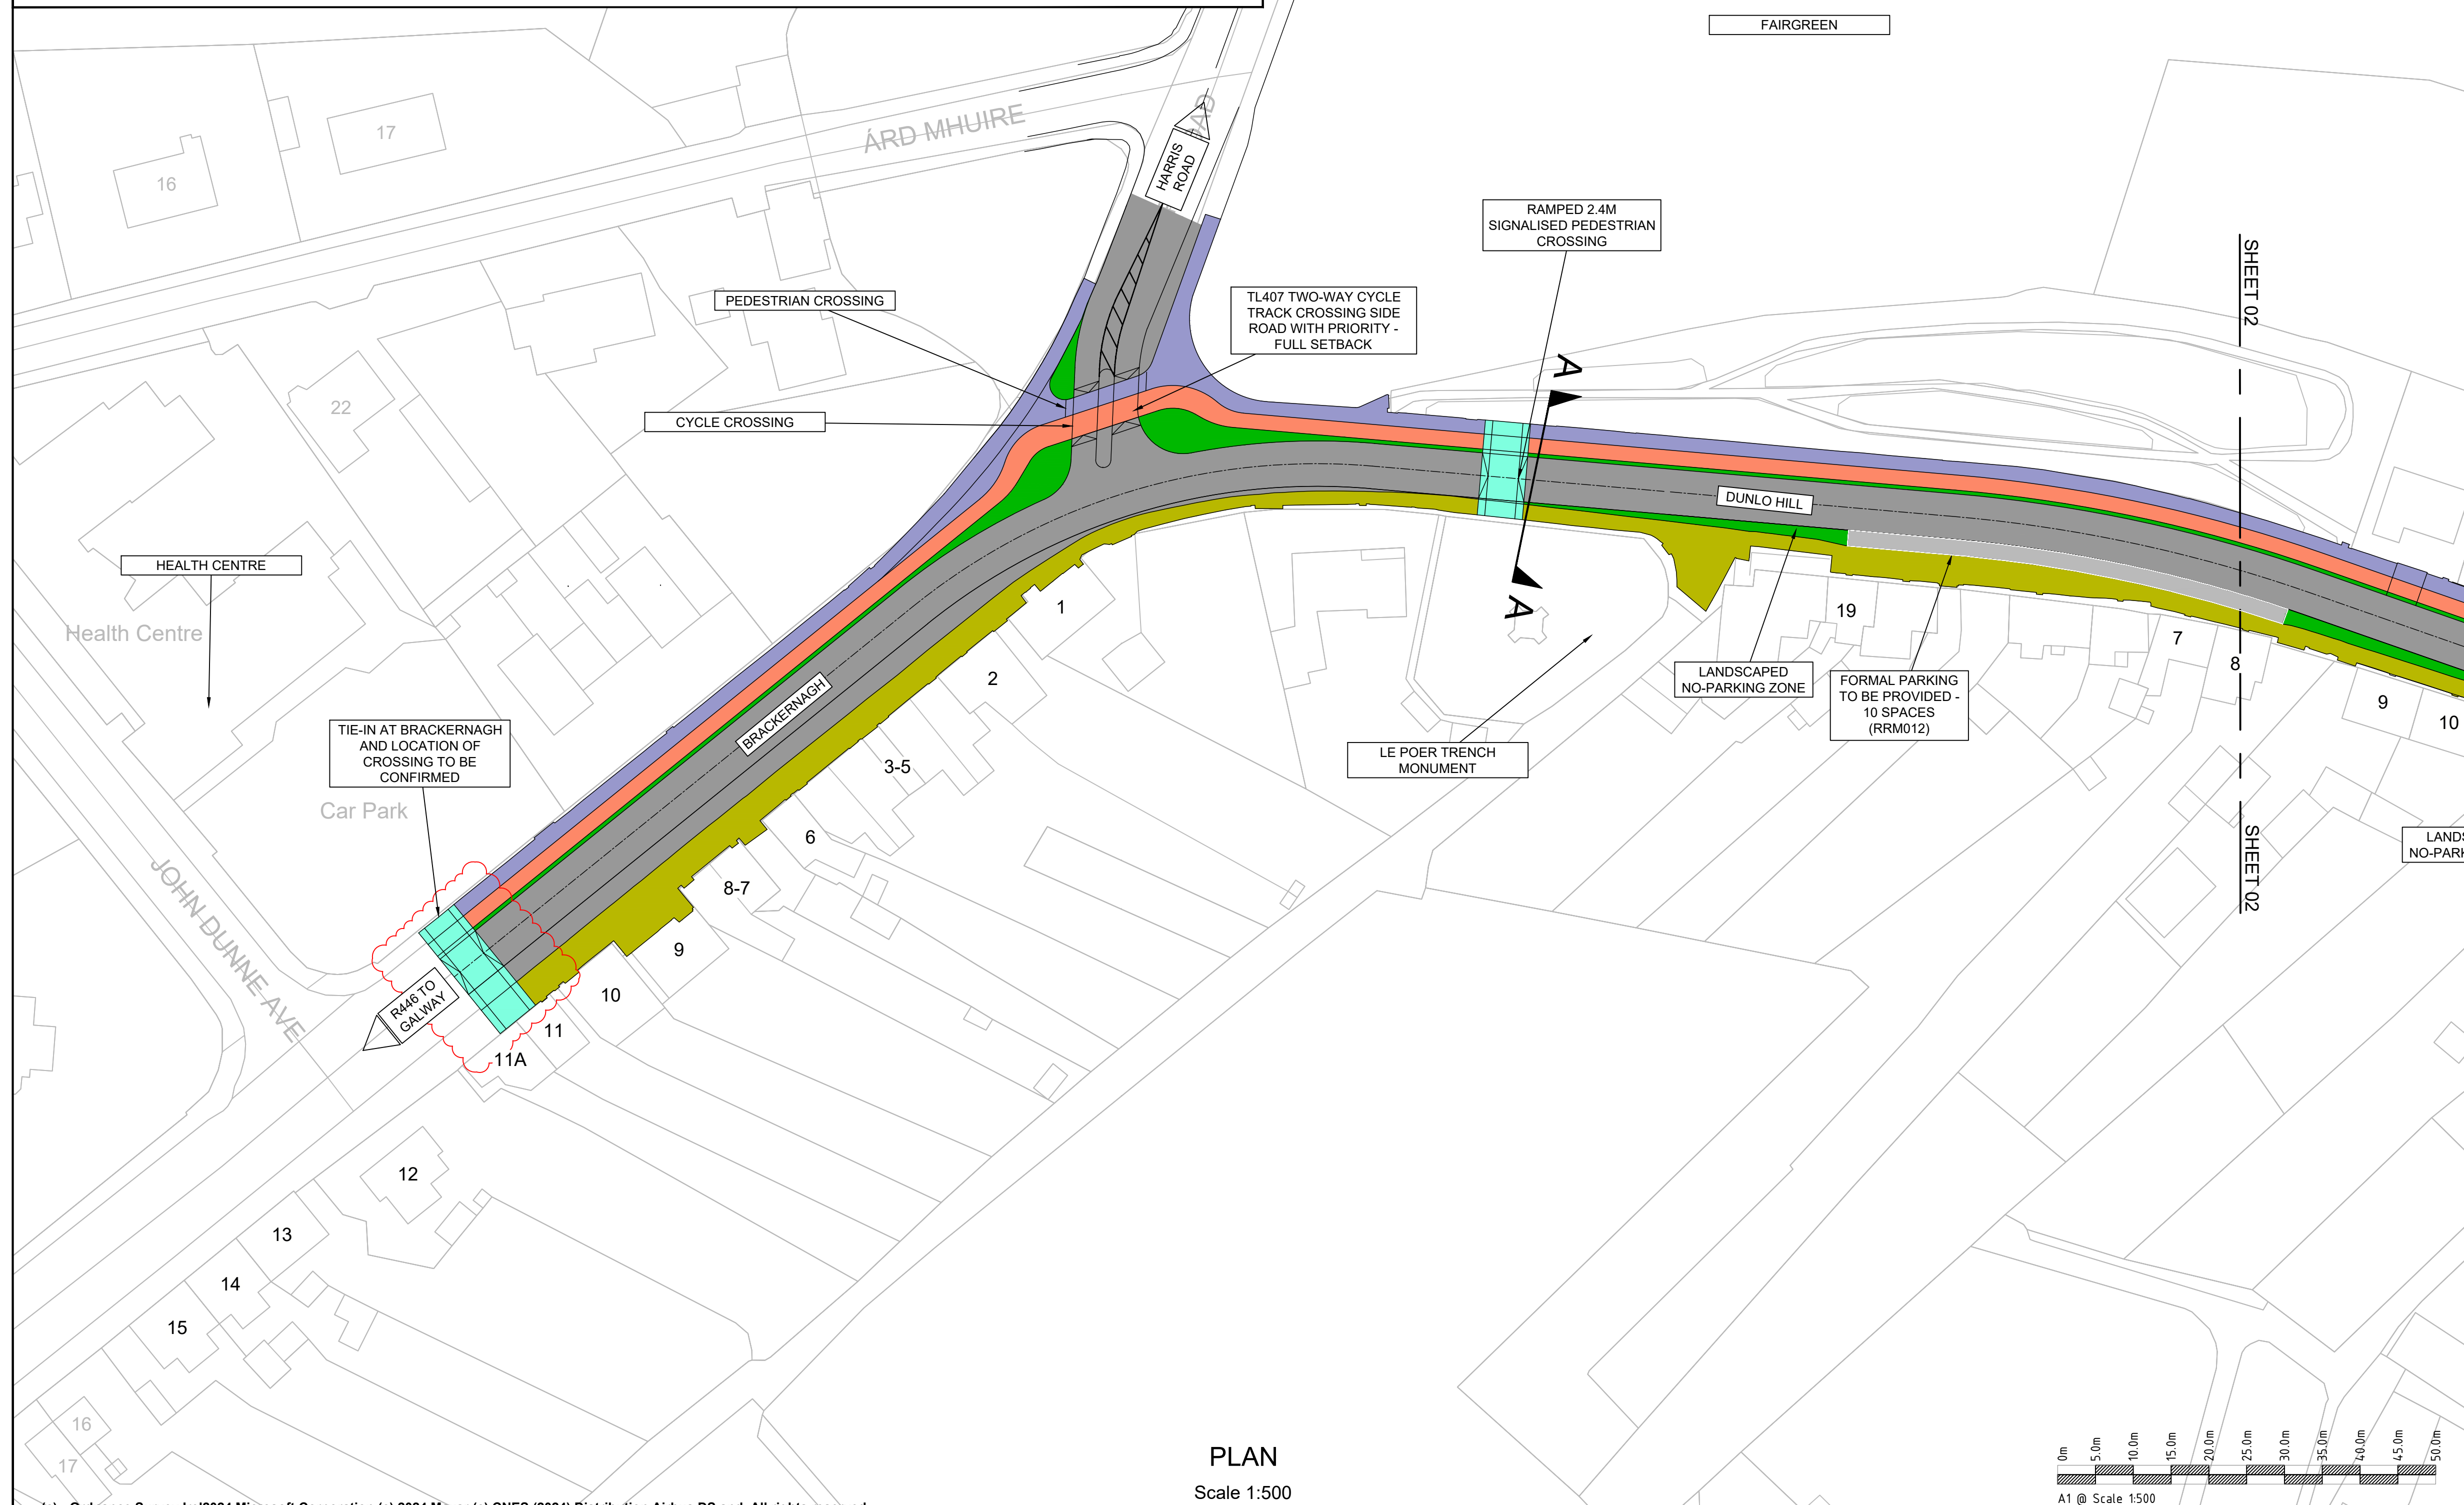 FAIRGREEN
17
16
ÁRD MHUIRE
HARRIS
ROAD
RAMPED 2.4M
SIGNALISED PEDESTRIAN
CROSSING
SHEET 02
PEDESTRIAN CROSSING
TL407 TWO-WAY CYCLE
TRACK CROSSING SIDE
ROAD WITH PRIORITY -
FULL SETBACK
A
22
CYCLE CROSSING
DUNLO HILL
HEALTH CENTRE
Health Centre
A
1
19
7
8
2
LANDSCAPED
NO-PARKING ZONE
FORMAL PARKING
TO BE PROVIDED -
10 SPACES
(RRM012)
9
10
BRACKERNAGH
TIE-IN AT BRACKERNAGH
AND LOCATION OF
CROSSING TO BE
CONFIRMED
LE POER TRENCH
MONUMENT
3-5
Car Park
6
SHEET 02
NO-PARK
8-7
JOHN DUNNE AVE
9
10
R446 TO
GALWAY
11
11A
12
13
14
15
16
17
PLAN
Scale 1:500
0m
5.0m
10.0m
15.0m
20.0m
25.0m
30.0m
35.0m
40.0m
45.0m
50.0m
A1 @ Scale 1:500